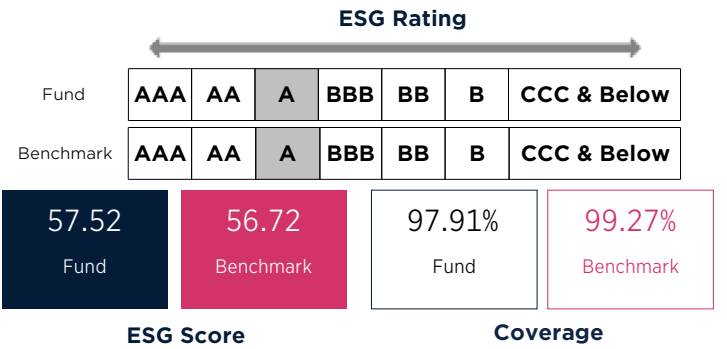 ESG Rating
Fund AAA AA A BBB BB B CCC & Below
Benchmark AAA AA A BBB BB B CCC & Below
57.52 56.72 97.91% 99.27%
Fund Benchmark Fund Benchmark
ESG Score Coverage